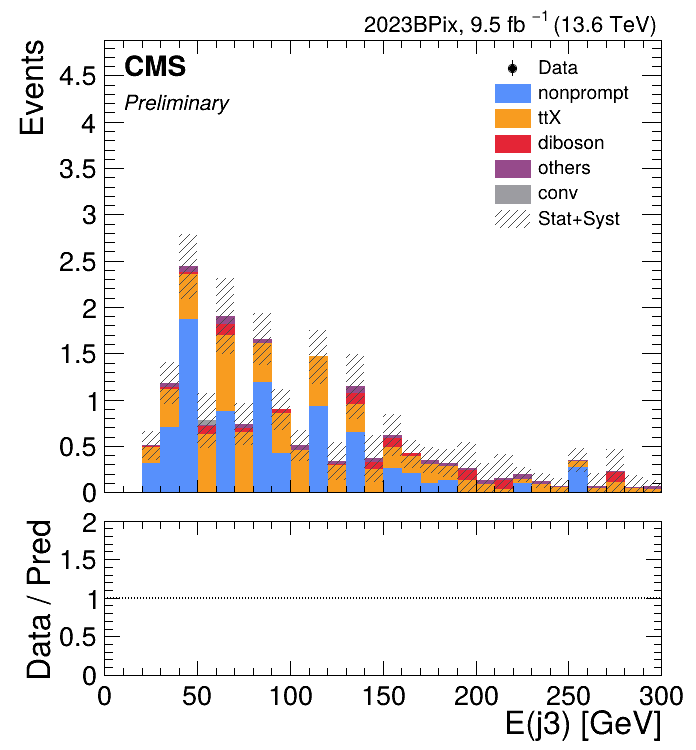 2023BPix, 9.5 fb⁻¹ (13.6 TeV)
CMS
Preliminary
Events
4.5
4
3.5
3
2.5
2
1.5
1
0.5
0
Data
nonprompt
ttX
diboson
others
conv
Stat+Syst
Data / Pred
2
1.5
1
0.5
0
0 50 100 150 200 250 300
E(j3) [GeV]